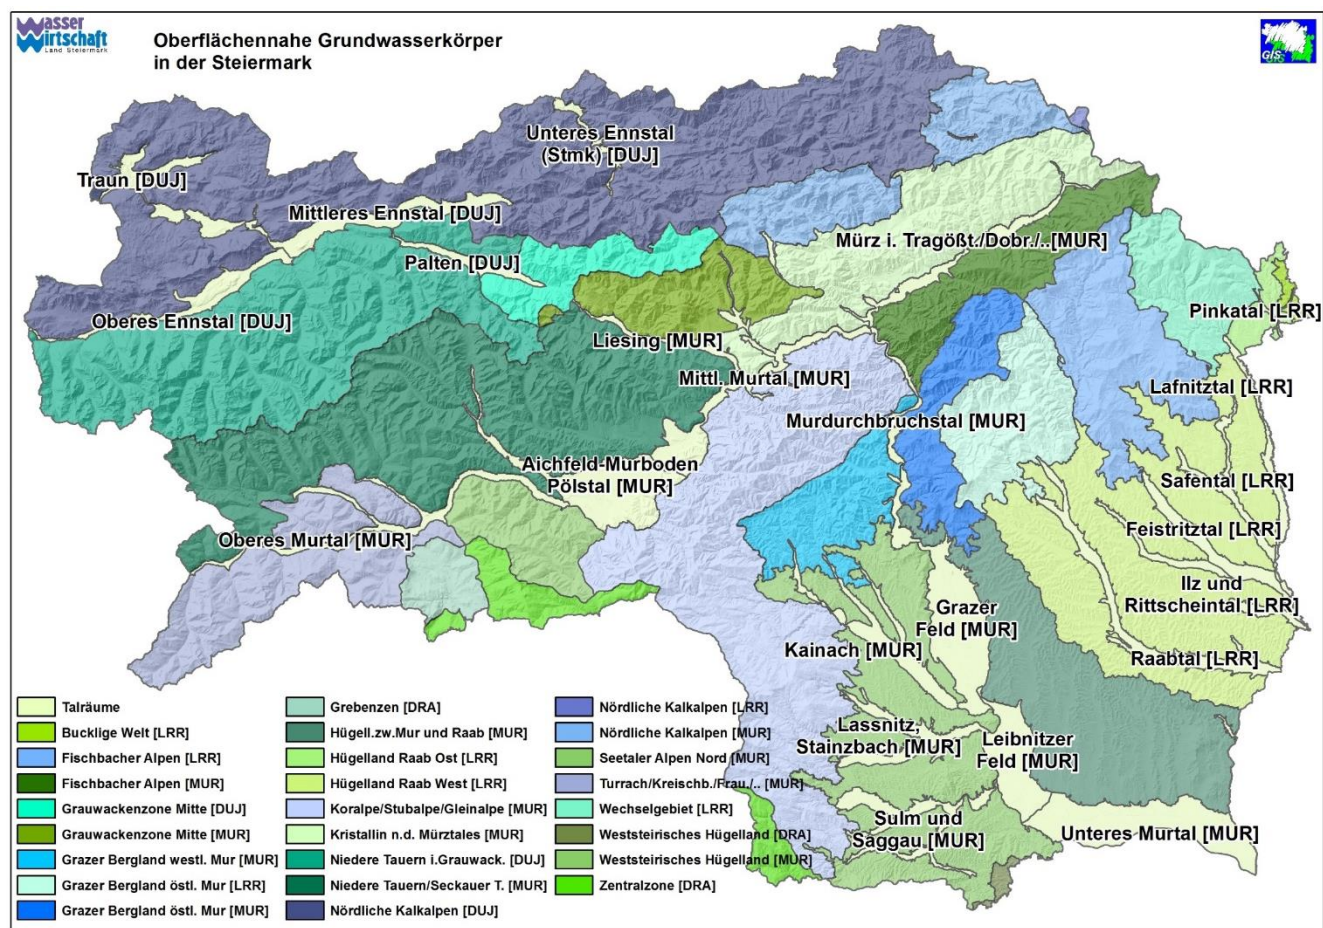 Wasser
Wirtschaft
Land Steiermark
Oberflächennahe Grundwasserkörper
in der Steiermark
GIS
Unteres Ennstal
(Stmk) [DUJ]
Traun [DUJ]
Mittleres Ennstal [DUJ]
Mürz i. Tragößt./Dobr./..[MUR]
Palten [DUJ]
Pinkatal [LRR]
Oberes Ennstal [DUJ]
Liesing [MUR]
Mittl. Murtal [MUR]
Lafnitztal [LRR]
Murdurchbruchstal [MUR]
Aichfeld-Murboden
Pölstal [MUR]
Safental [LRR]
Feistritztal [LRR]
Oberes Murtal [MUR]
Ilz und
Rittscheintal [LRR]
Grazer
Feld [MUR]
Kainach [MUR]
Raabtal [LRR]
Lassnitz,
Stainzbach [MUR]
Leibnitzer
Feld [MUR]
Sulm und
Saggau [MUR]
Unteres Murtal [MUR]
Talräume
Bucklige Welt [LRR]
Fischbacher Alpen [LRR]
Fischbacher Alpen [MUR]
Grauwackenzone Mitte [DUJ]
Grauwackenzone Mitte [MUR]
Grazer Bergland westl. Mur [MUR]
Grazer Bergland östl. Mur [LRR]
Grazer Bergland östl. Mur [MUR]
Grebenzen [DRA]
Hügell.zw.Mur und Raab [MUR]
Hügelland Raab Ost [LRR]
Hügelland Raab West [LRR]
Koralpe/Stubalpe/Gleinalpe [MUR]
Kristallin n.d. Mürztales [MUR]
Niedere Tauern i.Grauwack. [DUJ]
Niedere Tauern/Seckauer T. [MUR]
Nördliche Kalkalpen [DUJ]
Nördliche Kalkalpen [LRR]
Nördliche Kalkalpen [MUR]
Seetaler Alpen Nord [MUR]
Turrach/Kreischb./Frau./.. [MUR]
Wechselgebiet [LRR]
Weststeirisches Hügelland [DRA]
Weststeirisches Hügelland [MUR]
Zentralzone [DRA]